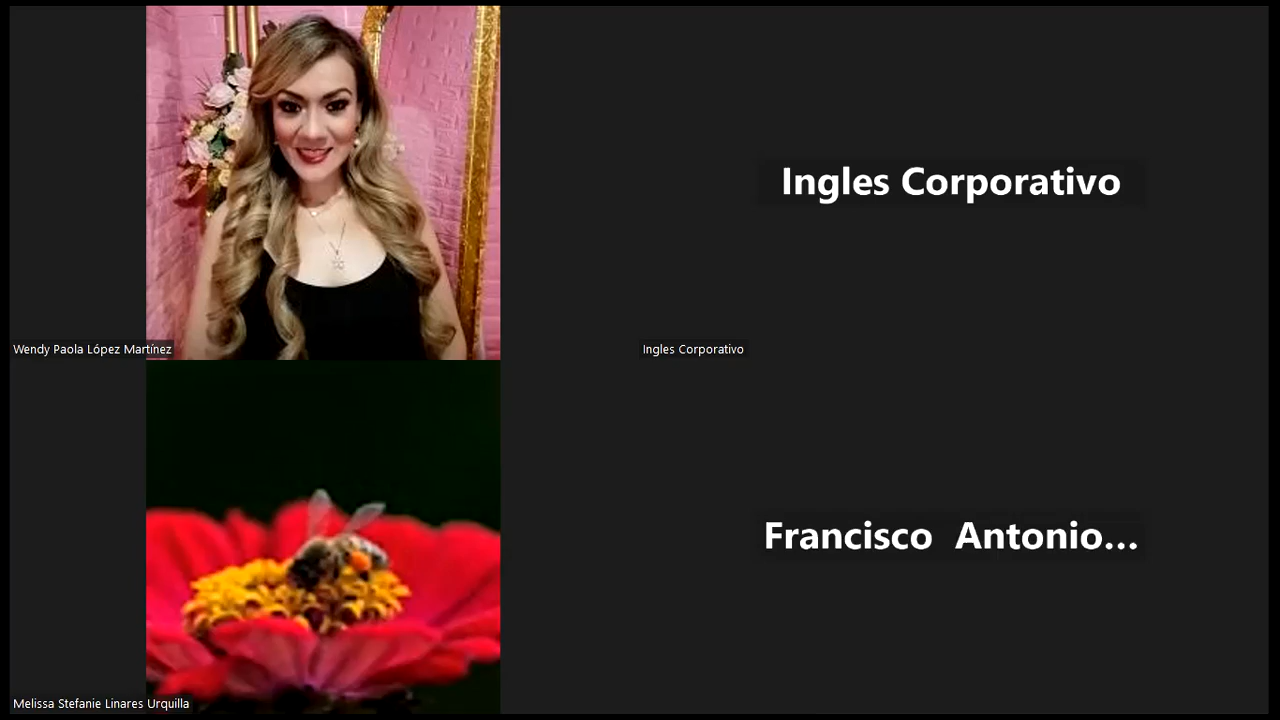 Ingles Corporativo
Wendy Paola López Martínez
Ingles Corporativo
Francisco Antonio...
Melissa Stefanie Linares Urquilla